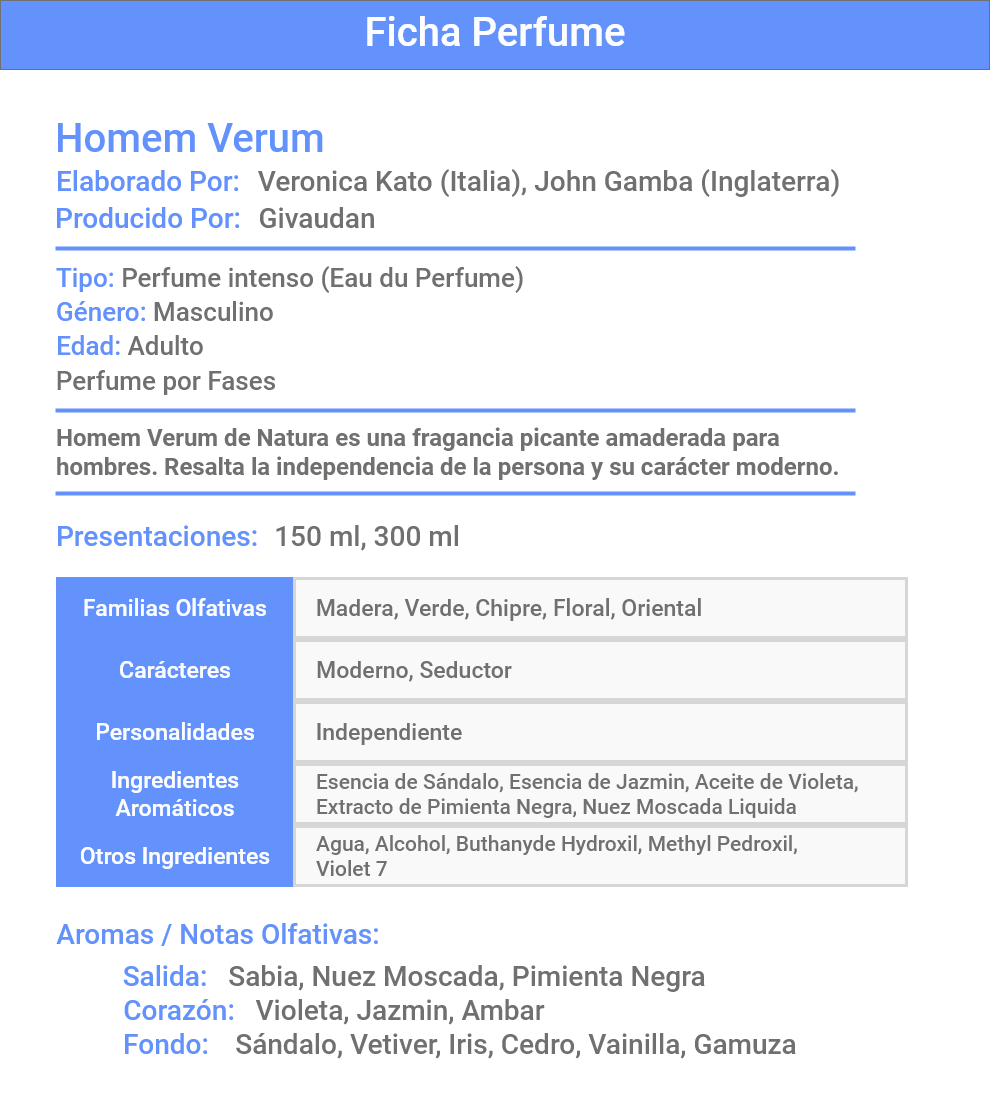 Ficha Perfume
Homem Verum
Elaborado Por: Veronica Kato (Italia), John Gamba (Inglaterra)
Producido Por: Givaudan
Tipo: Perfume intenso (Eau du Perfume)
Género: Masculino
Edad: Adulto
Perfume por Fases
Homem Verum de Natura es una fragancia picante amaderada para
hombres. Resalta la independencia de la persona y su carácter moderno.
Presentaciones: 150 ml, 300 ml
Familias Olfativas
Madera, Verde, Chipre, Floral, Oriental
Carácteres
Moderno, Seductor
Personalidades
Independiente
Ingredientes
Aromáticos
Esencia de Sándalo, Esencia de Jazmin, Aceite de Violeta,
Extracto de Pimienta Negra, Nuez Moscada Liquida
Otros Ingredientes
Agua, Alcohol, Buthanyde Hydroxil, Methyl Pedroxil,
Violet 7
Aromas / Notas Olfativas:
Salida: Sabia, Nuez Moscada, Pimienta Negra
Corazón: Violeta, Jazmin, Ambar
Fondo: Sándalo, Vetiver, Iris, Cedro, Vainilla, Gamuza